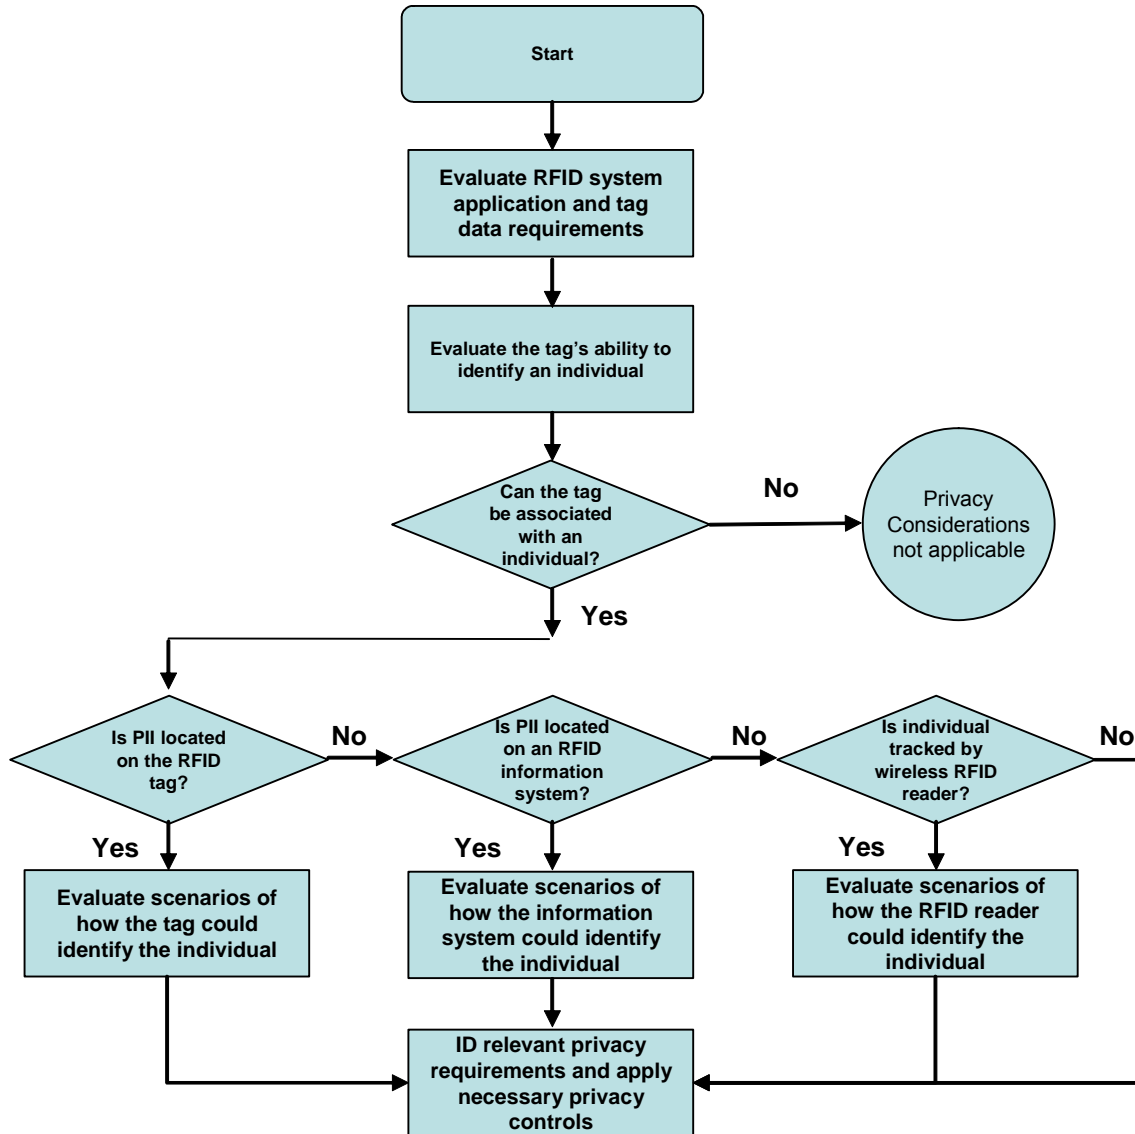 Start
Evaluate RFID system
application and tag
data requirements
Evaluate the tag’s ability to
identify an individual
Can the tag
be associated
with an
individual?
No
Privacy
Considerations
not applicable
Yes
Is PII located
on the RFID
tag?
No
Is PII located
on an RFID
information
system?
No
Is individual
tracked by
wireless RFID
reader?
No
Yes
Yes
Yes
Evaluate scenarios of
how the tag could
identify the individual
Evaluate scenarios of
how the information
system could identify
the individual
Evaluate scenarios of
how the RFID reader
could identify the
individual
ID relevant privacy
requirements and apply
necessary privacy
controls